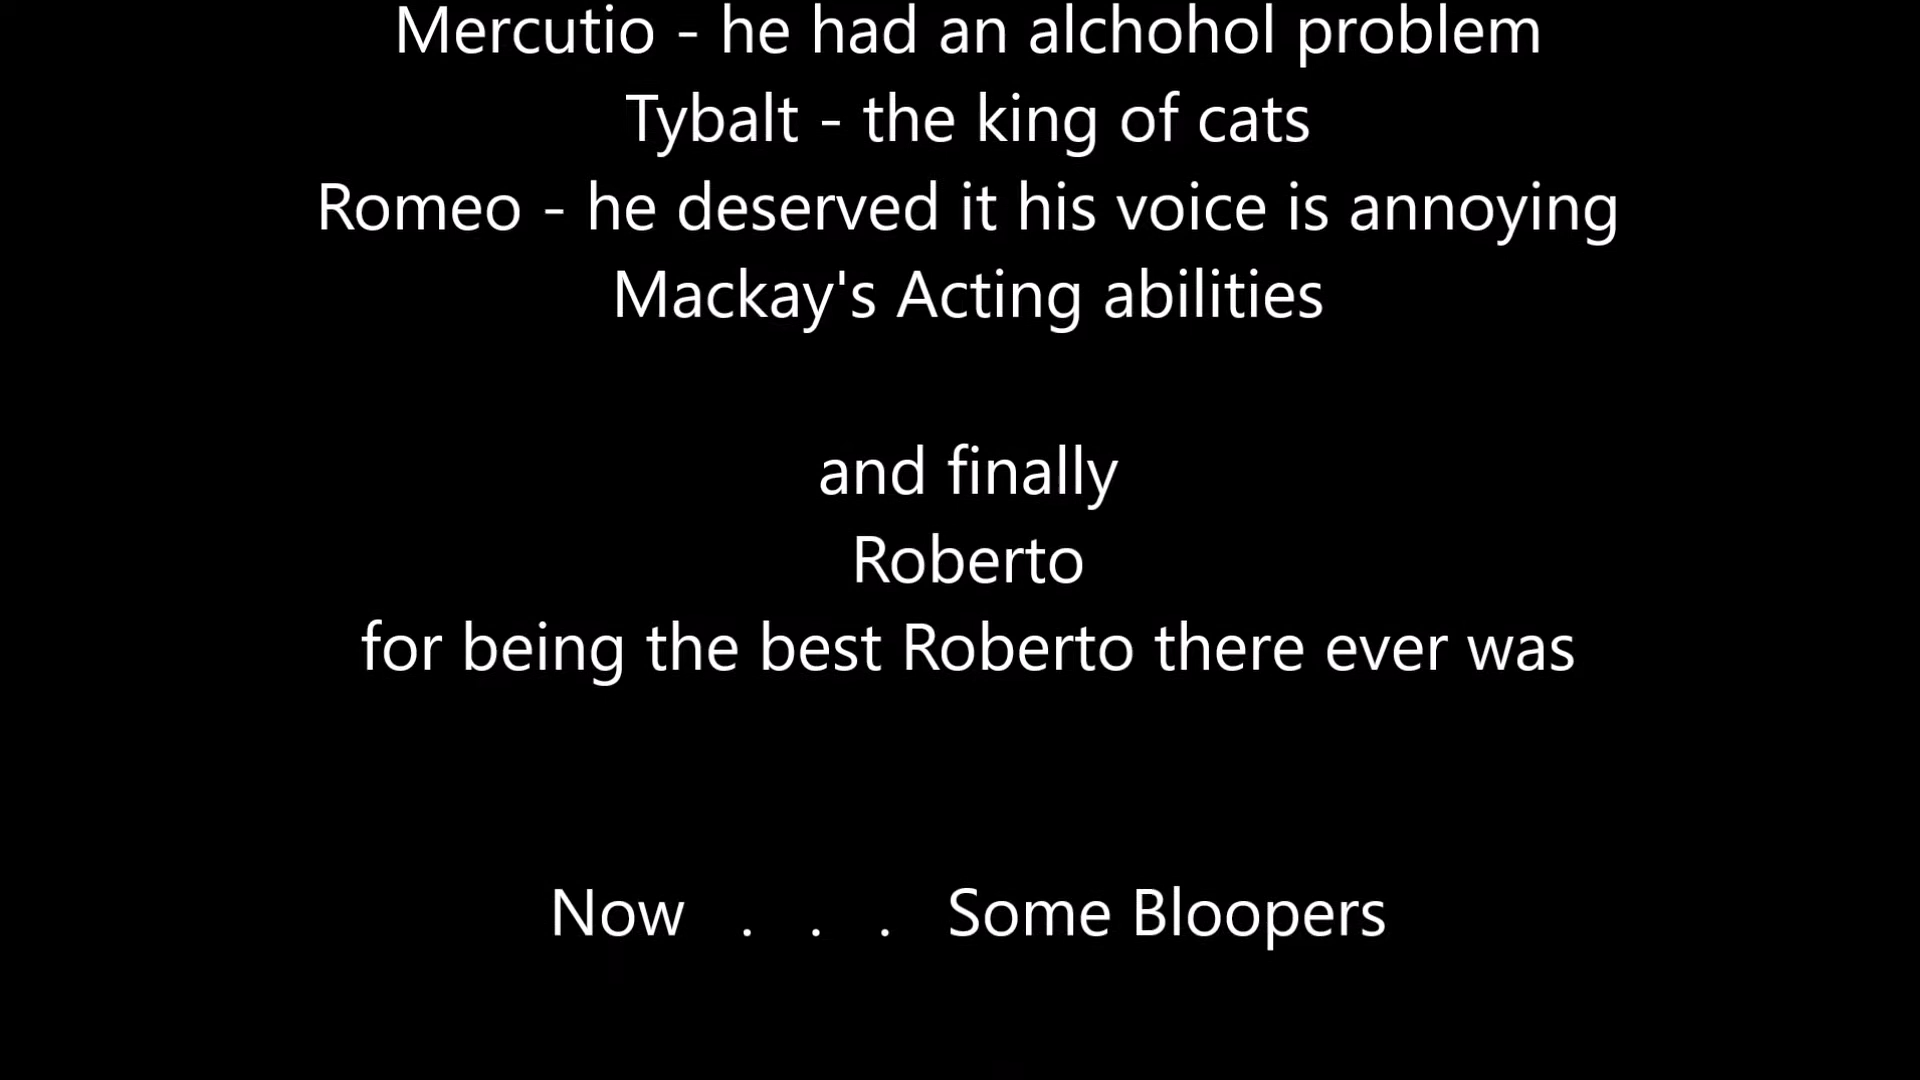 Mercutio - he had an alchohol problem
Tybalt - the king of cats
Romeo - he deserved it his voice is annoying
Mackay's Acting abilities
and finally
Roberto
for being the best Roberto there ever was
Now . . . Some Bloopers